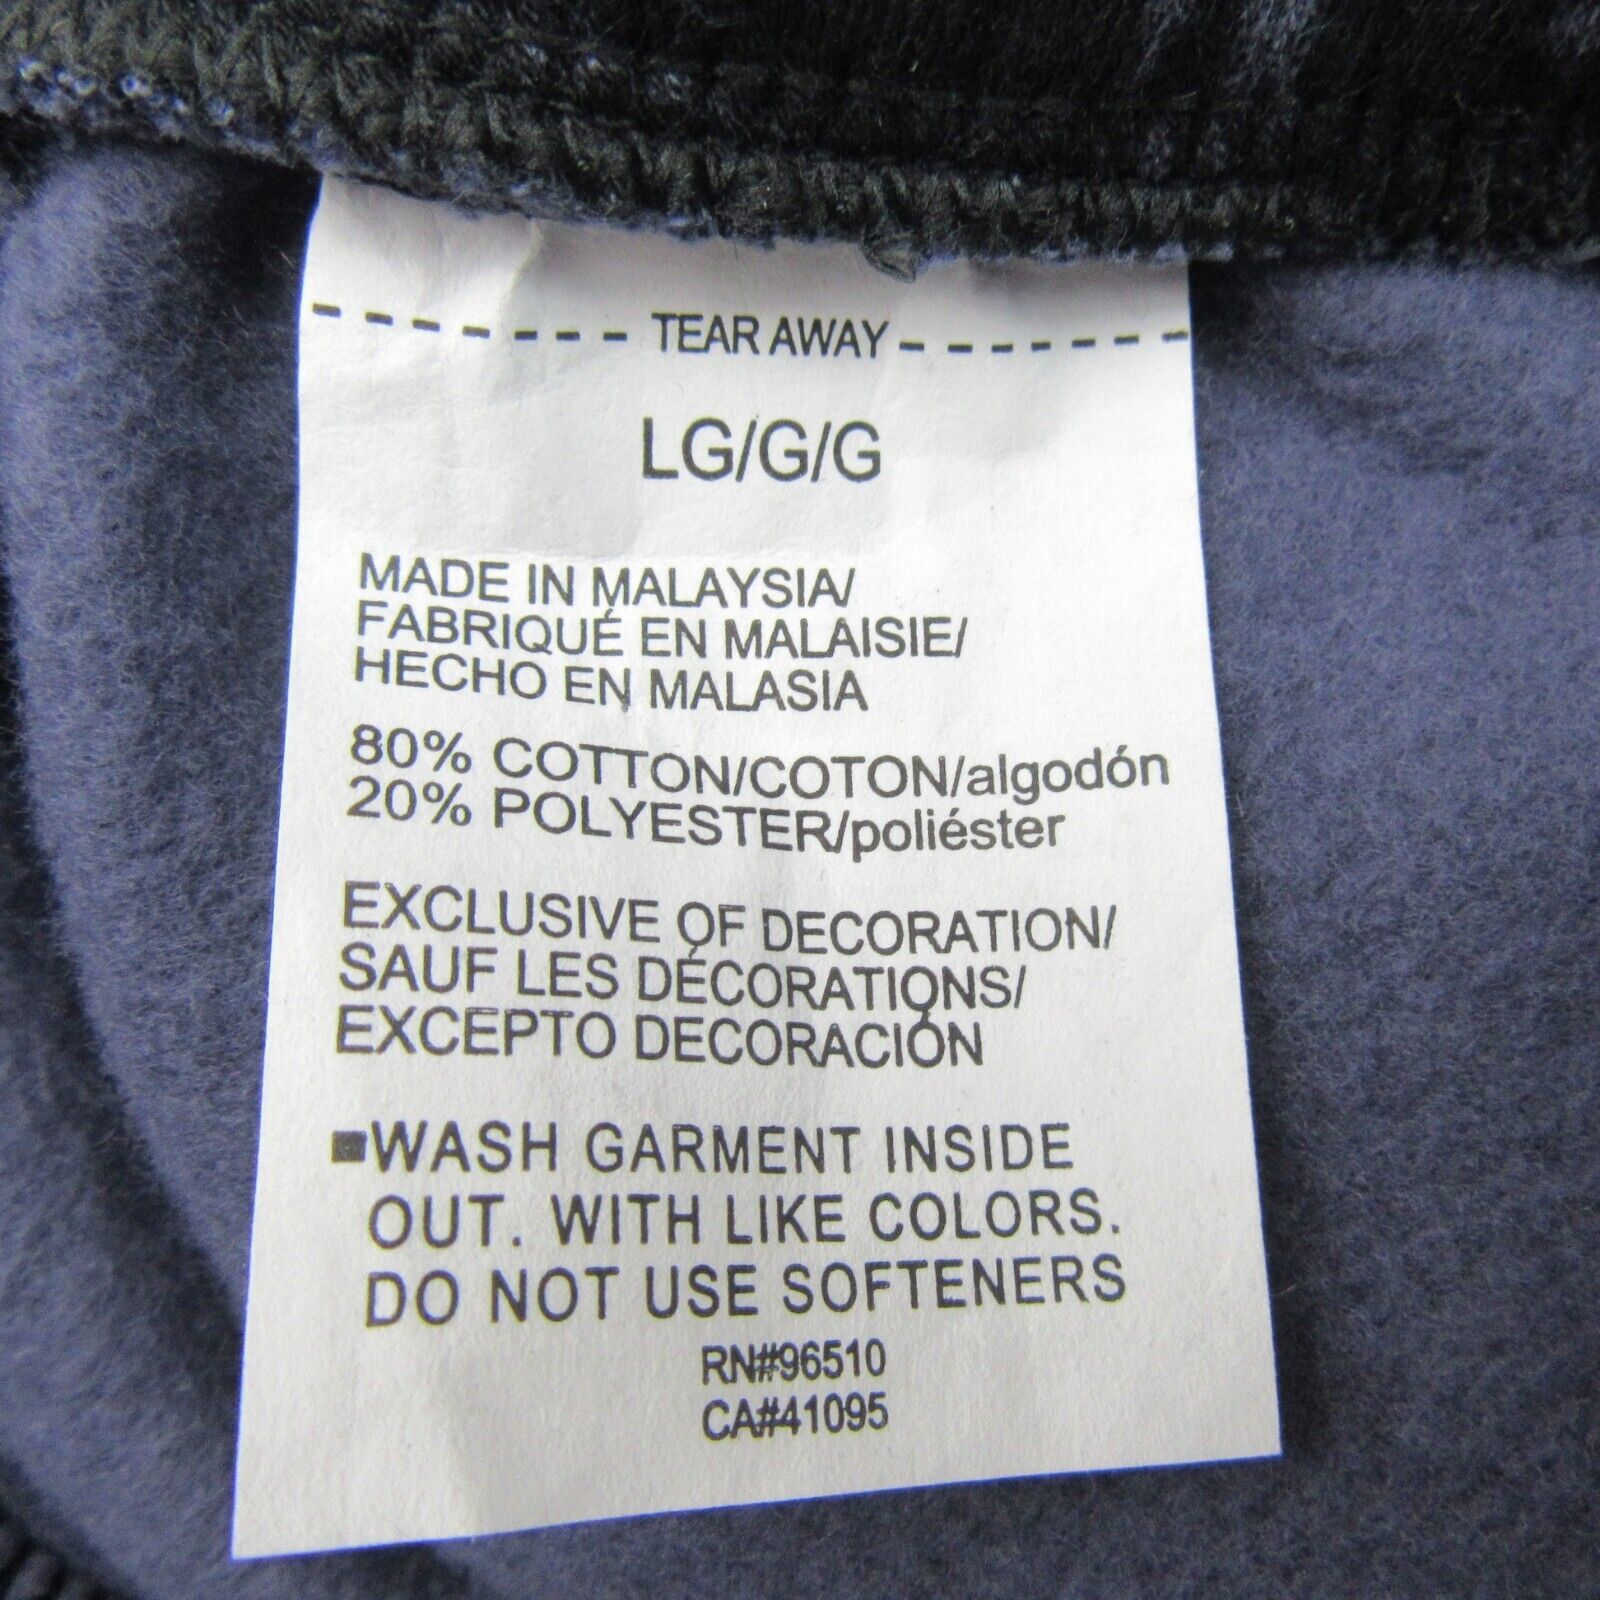 TEAR AWAY
LG/G/G
MADE IN MALAYSIA/
FABRIQUÉ EN MALAISIE/
HECHO EN MALASIA
80% COTTON/COTON/algodón
20% POLYESTER/poliéster
EXCLUSIVE OF DECORATION/
SAUF LES DÉCORATIONS/
EXCEPTO DECORACIÓN
■WASH GARMENT INSIDE
OUT. WITH LIKE COLORS.
DO NOT USE SOFTENERS
RN#96510
CA#41095